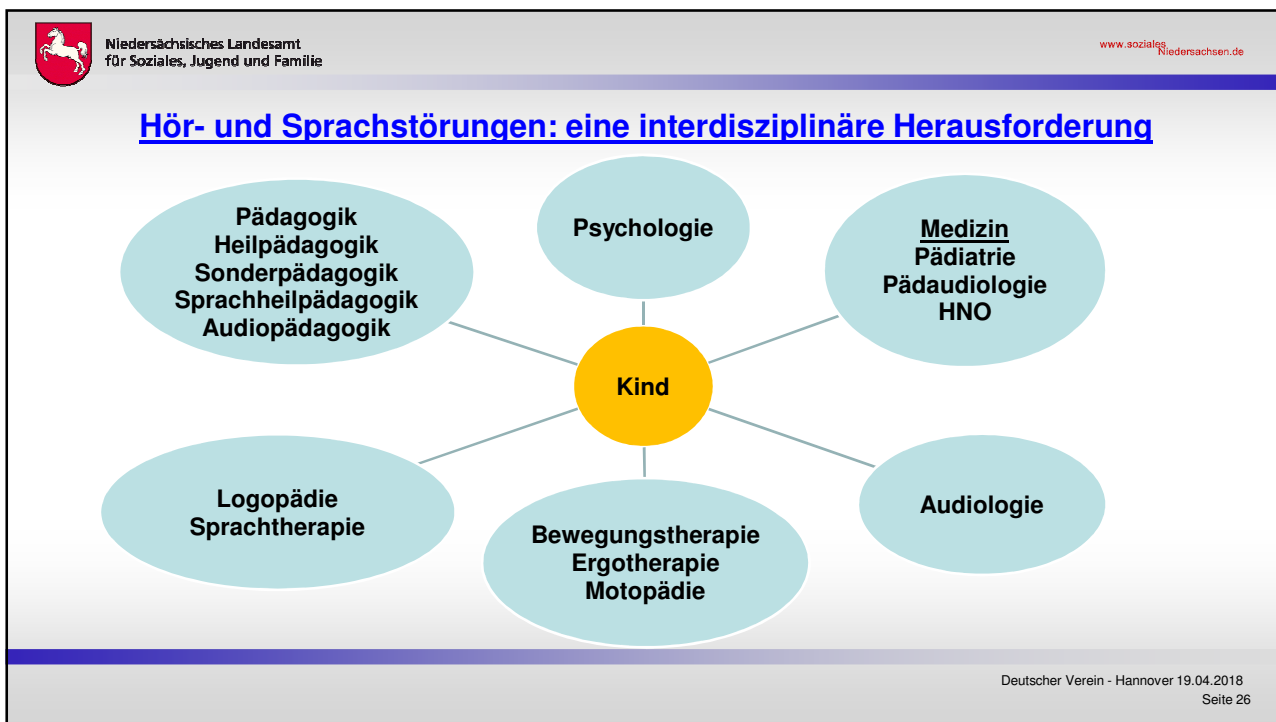 Niedersächsisches Landesamt
für Soziales, Jugend und Familie
www.soziales
Niedersachsen.de
Hör- und Sprachstörungen: eine interdisziplinäre Herausforderung
Pädagogik
Heilpädagogik
Sonderpädagogik
Sprachheilpädagogik
Audiopädagogik
Psychologie
Medizin
Pädiatrie
Pädaudiologie
HNO
Kind
Logopädie
Sprachtherapie
Bewegungstherapie
Ergotherapie
Motopädie
Audiologie
Deutscher Verein - Hannover 19.04.2018
Seite 26